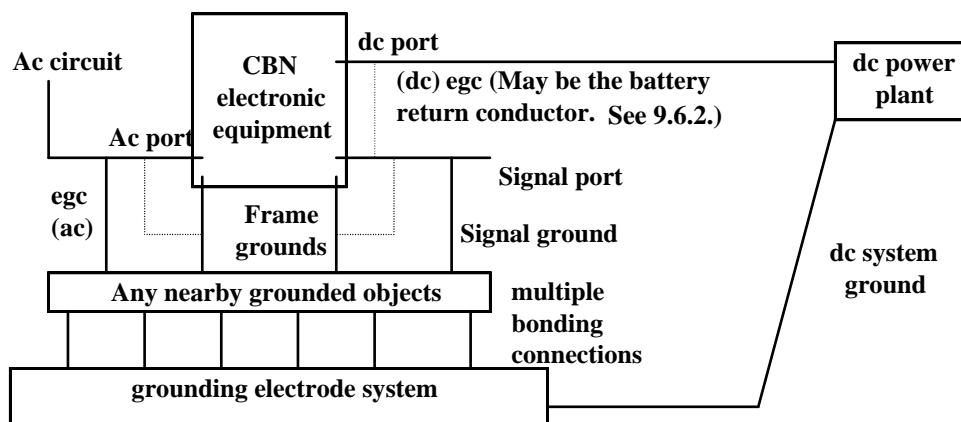 dc port
Ac circuit
CBN
electronic
equipment
(dc) egc (May be the battery
return conductor. See 9.6.2.)
dc power
plant
Ac port
Signal port
egc
(ac)
Frame
grounds
Signal ground
dc system
ground
Any nearby grounded objects
multiple
bonding
connections
grounding electrode system